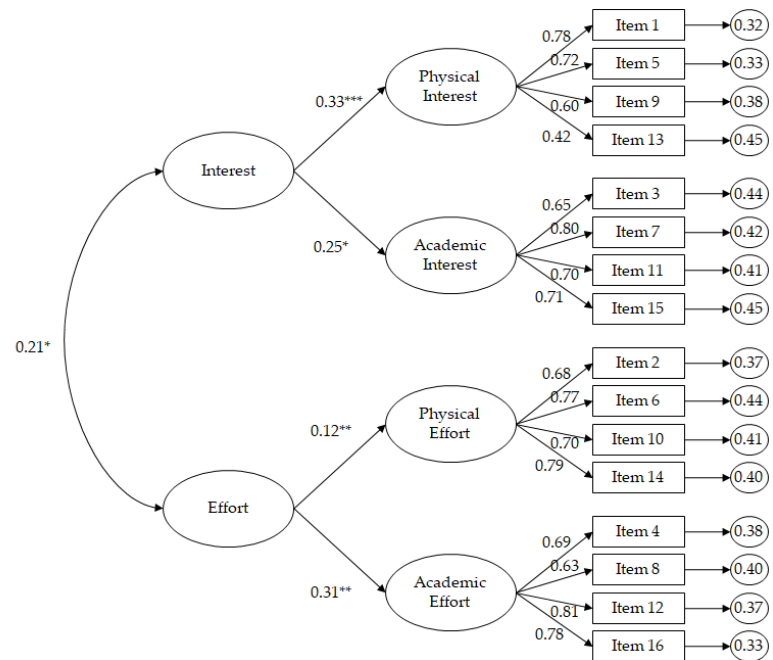 Item 1
0.32
0.78
0.72
Item 5
0.33
Physical
Interest
0.33***
0.60
Item 9
0.38
0.42
Item 13
0.45
Interest
Item 3
0.44
0.65
0.80
Item 7
0.42
0.25*
Academic
Interest
0.70
Item 11
0.41
0.71
Item 15
0.45
0.21*
Item 2
0.37
0.68
0.77
Item 6
0.44
Physical
Effort
0.12**
0.70
Item 10
0.41
0.79
Item 14
0.40
Effort
Item 4
0.38
0.69
0.63
Item 8
0.40
0.31**
Academic
Effort
0.81
Item 12
0.37
0.78
Item 16
0.33